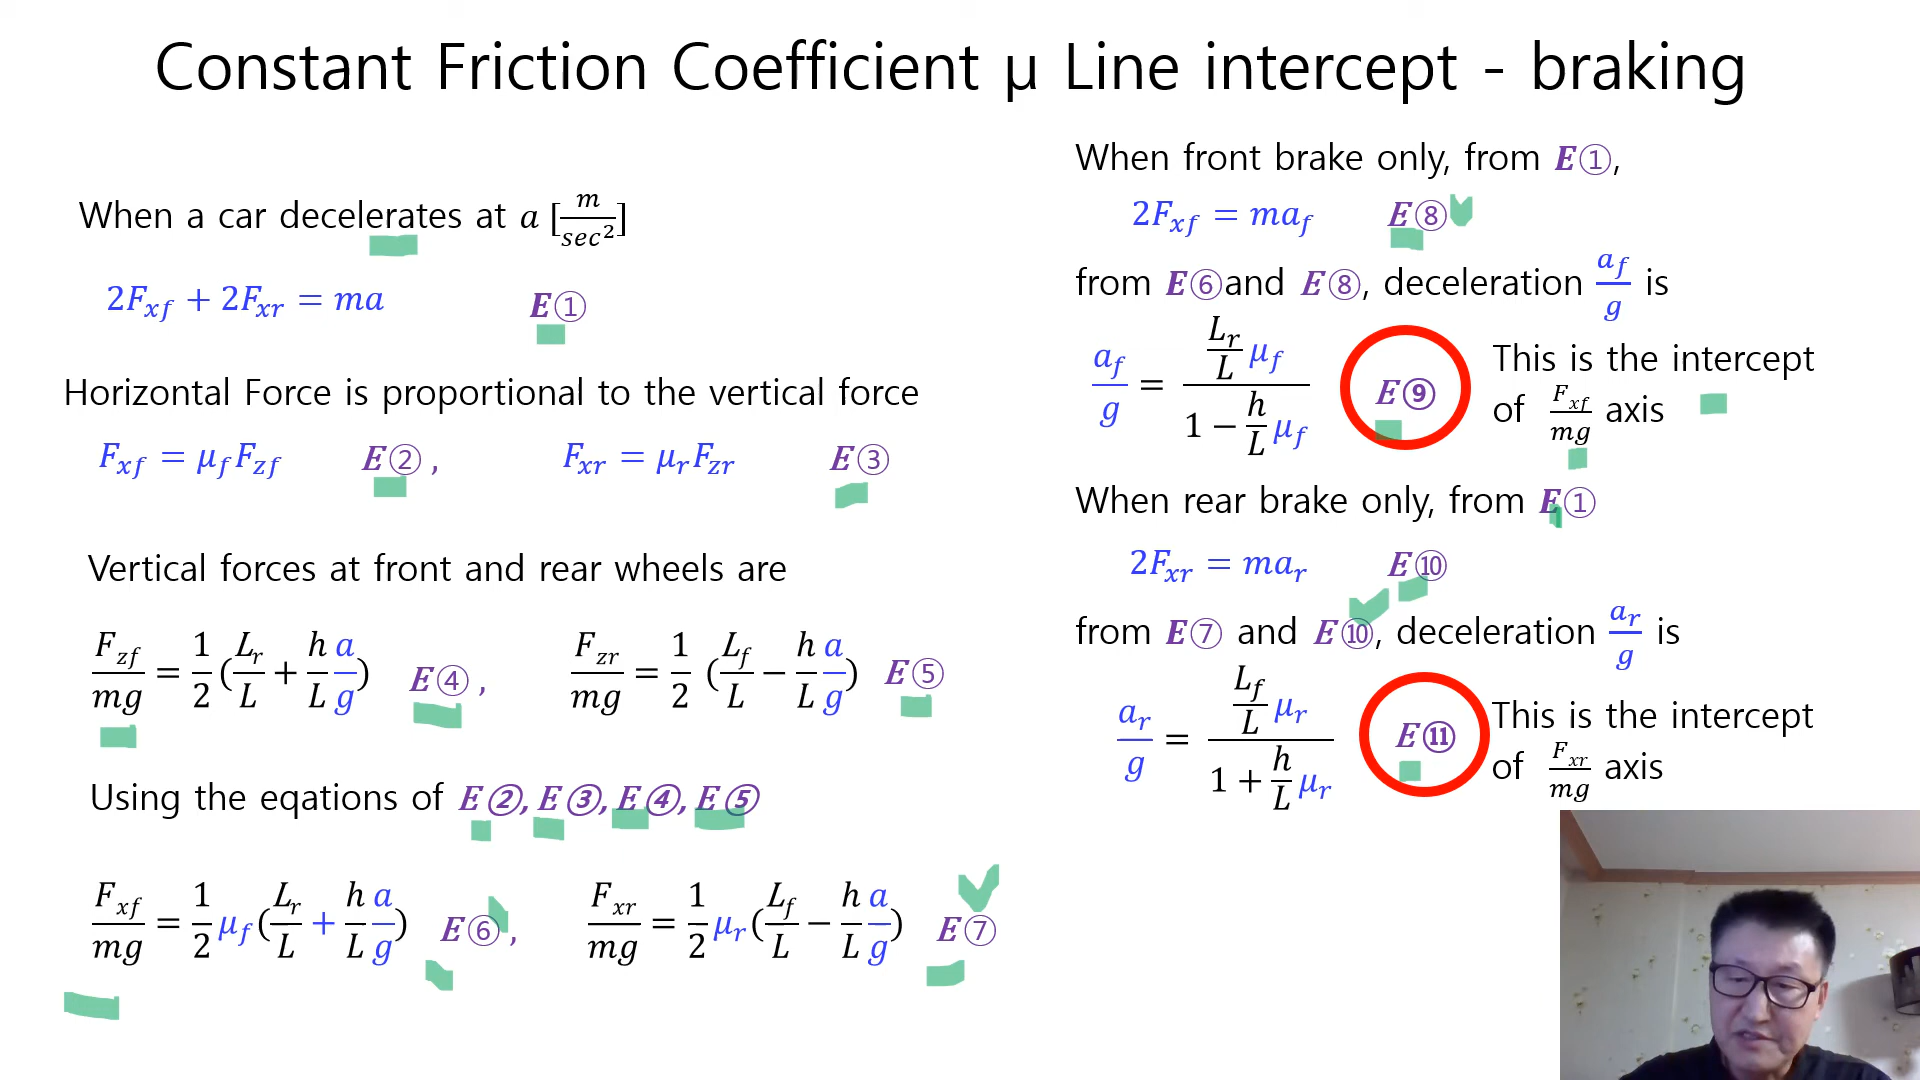 Constant Friction Coefficient μ Line intercept - braking
When a car decelerates at a [m/sec²]
2F_xf + 2F_xr = ma E①
Horizontal Force is proportional to the vertical force
F_xf = μ_f F_zf E② , F_xr = μ_r F_zr E③
Vertical forces at front and rear wheels are
F_zf/mg = 1/2 (L_r/L + h/L a/g) E④ , F_zr/mg = 1/2 (L_f/L − h/L a/g) E⑤
Using the eqations of E②, E③, E④, E⑤
F_xf/mg = 1/2 μ_f (L_r/L + h/L a/g) E⑥ , F_xr/mg = 1/2 μ_r (L_f/L − h/L a/g) E⑦
When front brake only, from E①,
2F_xf = ma_f E⑧
from E⑥and E⑧, deceleration a_f/g is
a_f/g = (L_r/L μ_f)/(1 − h/L μ_f) E⑨ This is the intercept
of F_xf/mg axis
When rear brake only, from E①
2F_xr = ma_r E⑩
from E⑦ and E⑩, deceleration a_r/g is
a_r/g = (L_f/L μ_r)/(1 + h/L μ_r) E⑪ This is the intercept
of F_xr/mg axis